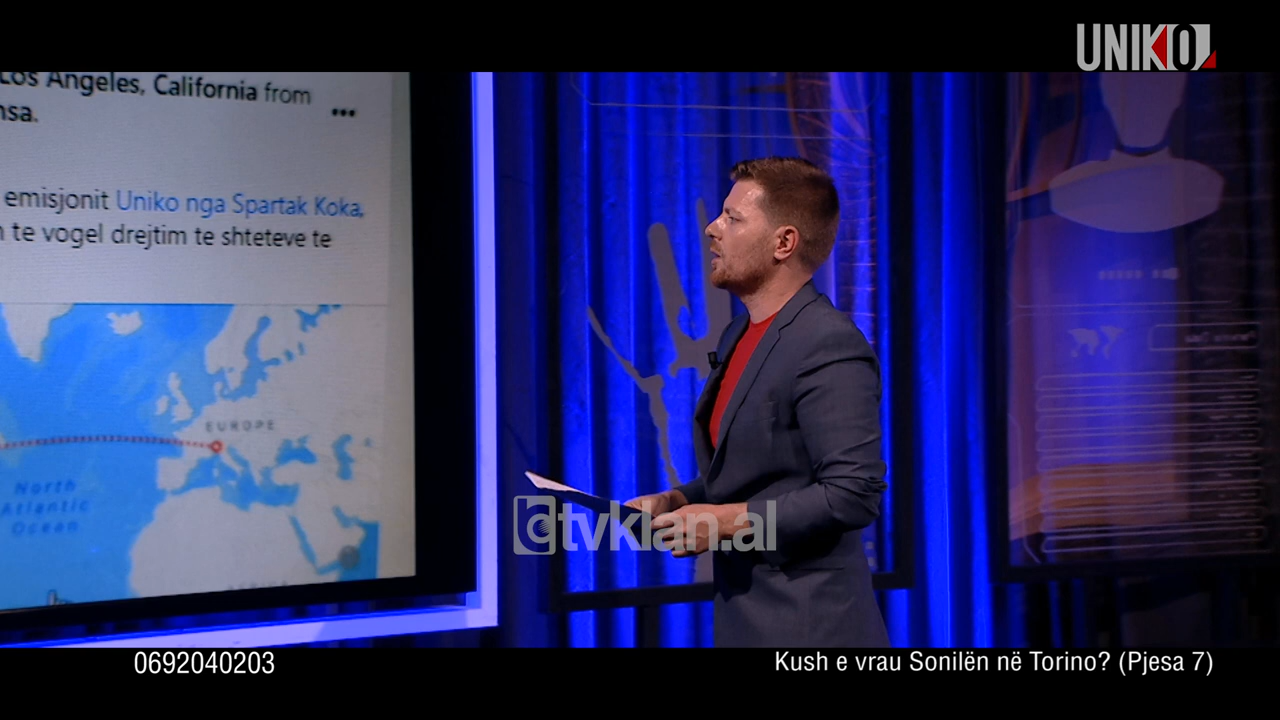 UNIKO
Los Angeles, California from
nsa.
emisjonit Uniko nga Spartak Koka,
n te vogel drejtim te shteteve te
EUROPE
North
Atlantic
Ocean
tvklan.al
0692040203
Kush e vrau Sonilën në Torino? (Pjesa 7)